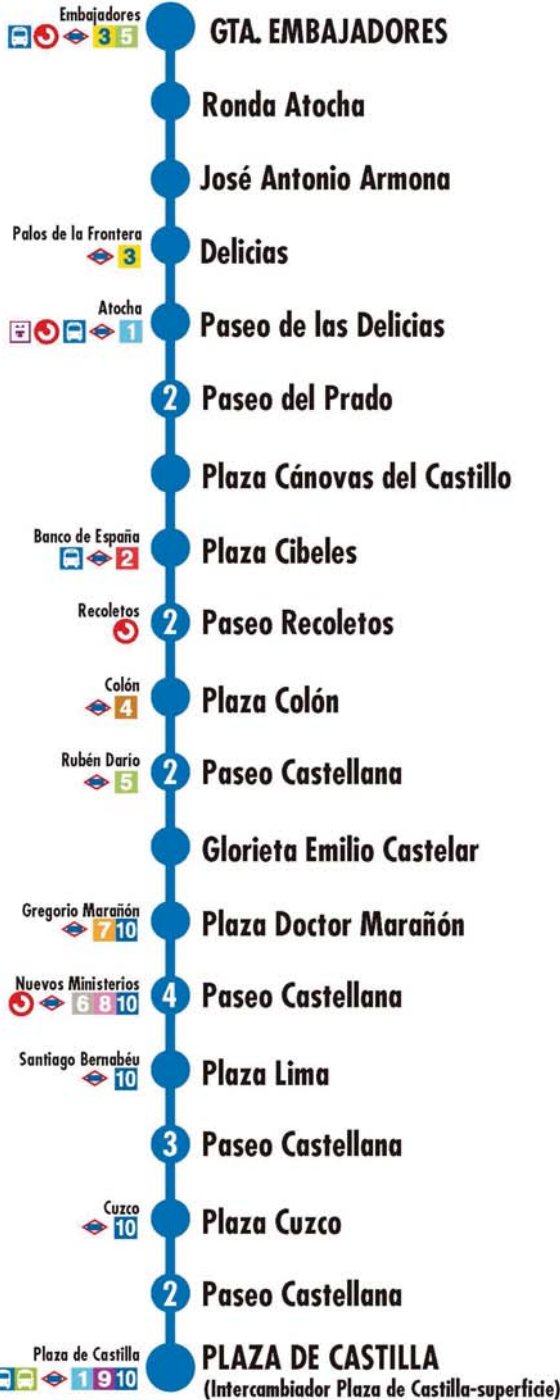 Embajadores
3 5
GTA. EMBAJADORES
Ronda Atocha
José Antonio Armona
Palos de la Frontera
3
Delicias
Atocha
1
Paseo de las Delicias
2
Paseo del Prado
Plaza Cánovas del Castillo
Banco de España
2
Plaza Cibeles
Recoletos
2
Paseo Recoletos
Colón
4
Plaza Colón
Rubén Darío
5
2
Paseo Castellana
Glorieta Emilio Castelar
Gregorio Marañón
7 10
Plaza Doctor Marañón
Nuevos Ministerios
6 8 10
4
Paseo Castellana
Santiago Bernabéu
10
Plaza Lima
3
Paseo Castellana
Cuzco
10
Plaza Cuzco
2
Paseo Castellana
Plaza de Castilla
1 9 10
PLAZA DE CASTILLA
(Intercambiador Plaza de Castilla-superficie)